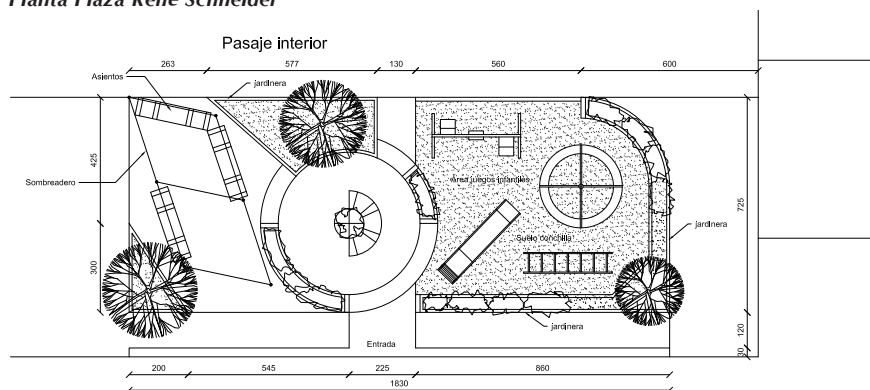 Planta Plaza René Schneider
Pasaje interior
263
577
130
560
600
Asientos
jardinera
425
Sombreadero
Área juegos infantiles
725
jardinera
Suelo conchilla
300
jardinera
Entrada
120
30
200
545
225
860
1830